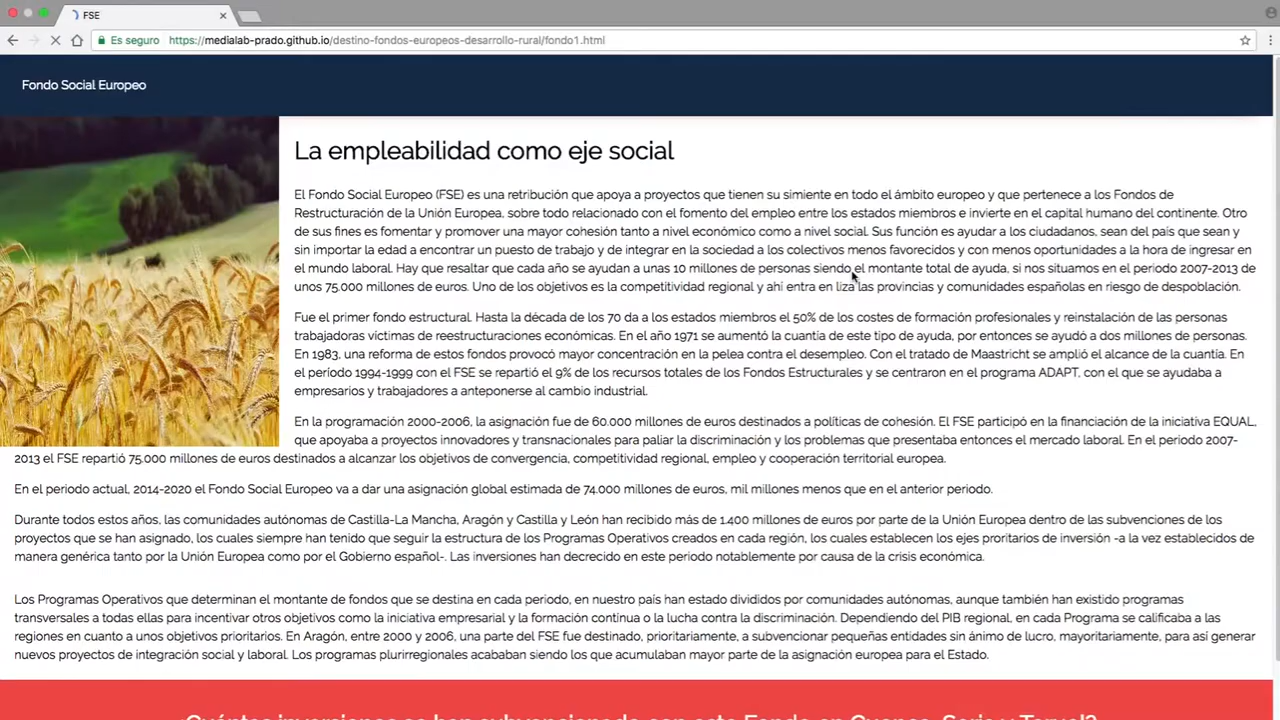 FSE
Es seguro https://medialab-prado.github.io/destino-fondos-europeos-desarrollo-rural/fondo1.html
Fondo Social Europeo
La empleabilidad como eje social
El Fondo Social Europeo (FSE) es una retribución que apoya a proyectos que tienen su simiente en todo el ámbito europeo y que pertenece a los Fondos de
Restructuración de la Unión Europea, sobre todo relacionado con el fomento del empleo entre los estados miembros e invierte en el capital humano del continente. Otro
de sus fines es fomentar y promover una mayor cohesión tanto a nivel económico como a nivel social. Sus función es ayudar a los ciudadanos, sean del país que sean y
sin importar la edad a encontrar un puesto de trabajo y de integrar en la sociedad a los colectivos menos favorecidos y con menos oportunidades a la hora de ingresar en
el mundo laboral. Hay que resaltar que cada año se ayudan a unas 10 millones de personas siendo el montante total de ayuda, si nos situamos en el periodo 2007-2013 de
unos 75.000 millones de euros. Uno de los objetivos es la competitividad regional y ahí entra en liza las provincias y comunidades españolas en riesgo de despoblación.
Fue el primer fondo estructural. Hasta la década de los 70 da a los estados miembros el 50% de los costes de formación profesionales y reinstalación de las personas
trabajadoras víctimas de reestructuraciones económicas. En el año 1971 se aumentó la cuantía de este tipo de ayuda, por entonces se ayudó a dos millones de personas.
En 1983, una reforma de estos fondos provocó mayor concentración en la pelea contra el desempleo. Con el tratado de Maastricht se amplió el alcance de la cuantía. En
el período 1994-1999 con el FSE se repartió el 9% de los recursos totales de los Fondos Estructurales y se centraron en el programa ADAPT, con el que se ayudaba a
empresarios y trabajadores a anteponerse al cambio industrial.
En la programación 2000-2006, la asignación fue de 60.000 millones de euros destinados a políticas de cohesión. El FSE participó en la financiación de la iniciativa EQUAL,
que apoyaba a proyectos innovadores y transnacionales para paliar la discriminación y los problemas que presentaba entonces el mercado laboral. En el periodo 2007-
2013 el FSE repartió 75.000 millones de euros destinados a alcanzar los objetivos de convergencia, competitividad regional, empleo y cooperación territorial europea.
En el periodo actual, 2014-2020 el Fondo Social Europeo va a dar una asignación global estimada de 74.000 millones de euros, mil millones menos que en el anterior periodo.
Durante todos estos años, las comunidades autónomas de Castilla-La Mancha, Aragón y Castilla y León han recibido más de 1.400 millones de euros por parte de la Unión Europea dentro de las subvenciones de los
proyectos que se han asignado, los cuales siempre han tenido que seguir la estructura de los Programas Operativos creados en cada región, los cuales establecen los ejes proritarios de inversión -a la vez establecidos de
manera genérica tanto por la Unión Europea como por el Gobierno español-. Las inversiones han decrecido en este periodo notablemente por causa de la crisis económica.
Los Programas Operativos que determinan el montante de fondos que se destina en cada período, en nuestro país han estado divididos por comunidades autónomas, aunque también han existido programas
transversales a todas ellas para incentivar otros objetivos como la iniciativa empresarial y la formación continua o la lucha contra la discriminación. Dependiendo del PIB regional, en cada Programa se calificaba a las
regiones en cuanto a unos objetivos prioritarios. En Aragón, entre 2000 y 2006, una parte del FSE fue destinado, prioritariamente, a subvencionar pequeñas entidades sin ánimo de lucro, mayoritariamente, para así generar
nuevos proyectos de integración social y laboral. Los programas plurirregionales acababan siendo los que acumulaban mayor parte de la asignación europea para el Estado.
¿Cuántas inversiones se han subvencionado con este Fondo en Cuenca, Soria y Teruel?